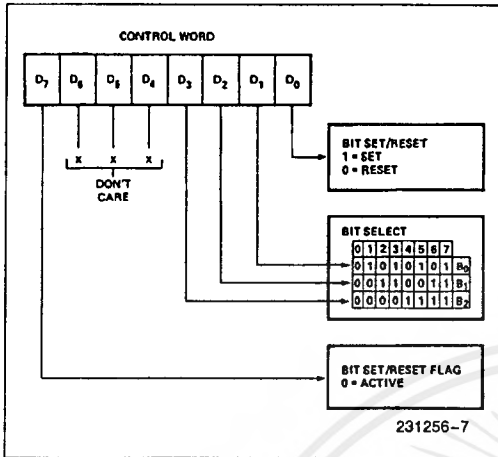 CONTROL WORD
D7 D6 D5 D4 D3 D2 D1 D0
X X X
DON'T
CARE
BIT SET/RESET
1 = SET
0 = RESET
BIT SELECT
0 1 2 3 4 5 6 7
0 1 0 1 0 1 0 1 B0
0 0 1 1 0 0 1 1 B1
0 0 0 0 1 1 1 1 B2
BIT SET/RESET FLAG
0 = ACTIVE
231256-7